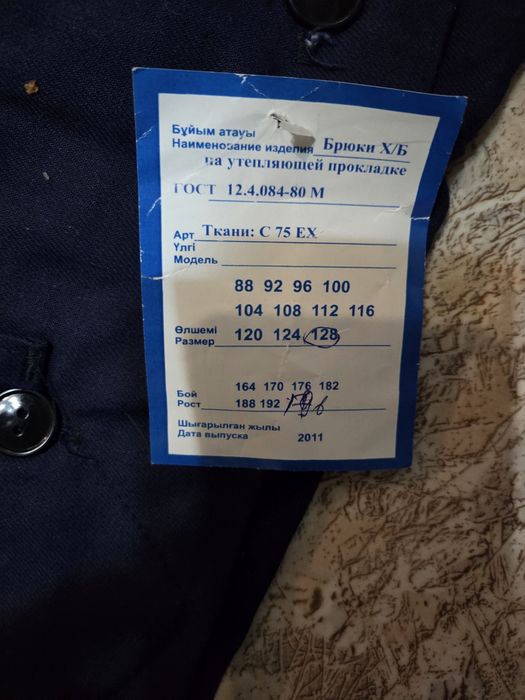 Бұйым атауы
Наименование изделия Брюки Х/Б
на утепляющей прокладке
ГОСТ 12.4.084-80 М
Арт Ткани: С 75 ЕХ
Үлгі
Модель
88 92 96 100
104 108 112 116
Өлшемі
Размер 120 124 128
Бой 164 170 176 182
Рост 188 192
Шығарылған жылы
Дата выпуска 2011